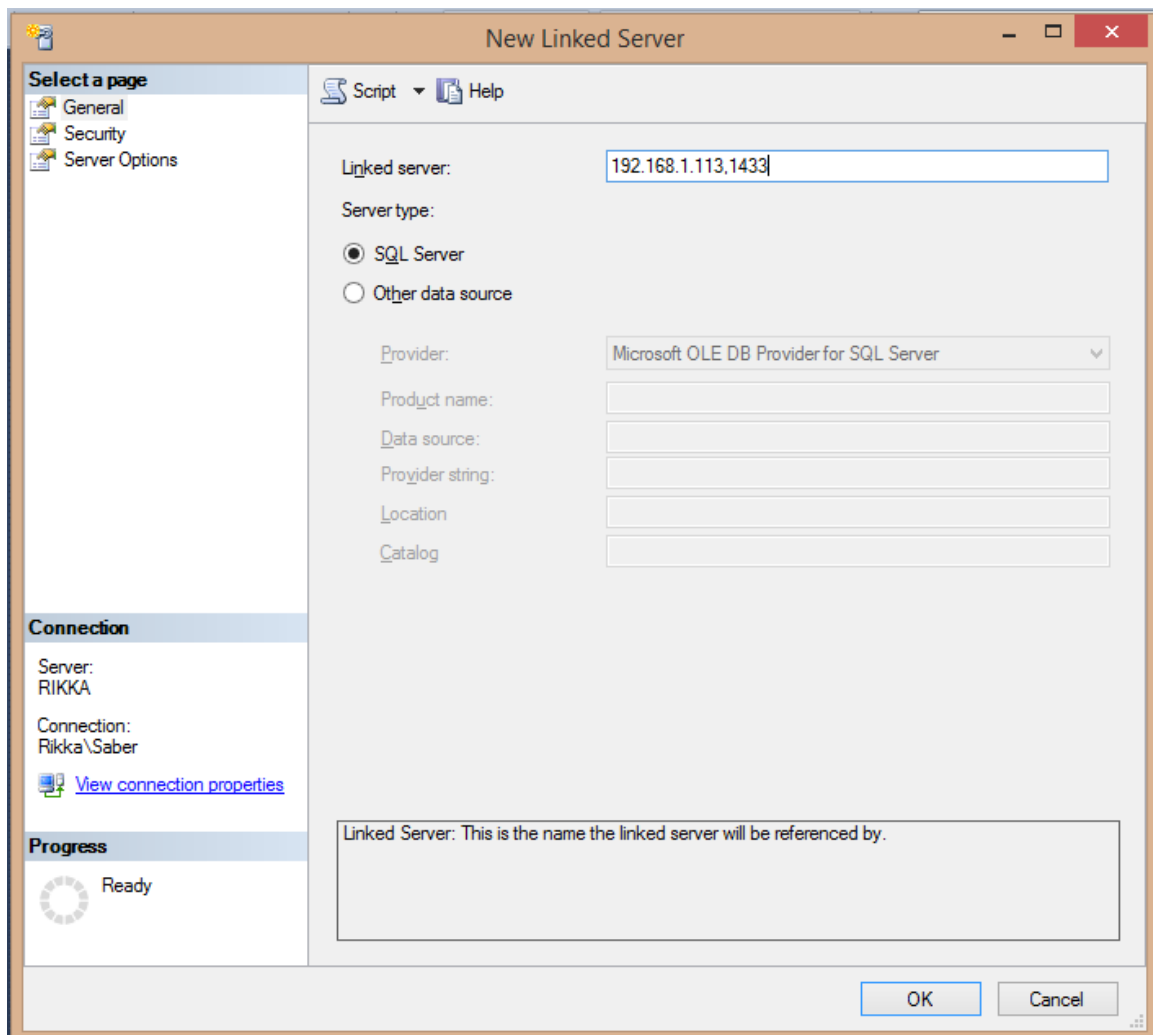 New Linked Server
Select a page
General
Security
Server Options
Script Help
Linked server: 192.168.1.113,1433
Server type:
SQL Server
Other data source
Provider: Microsoft OLE DB Provider for SQL Server
Product name:
Data source:
Provider string:
Location
Catalog
Connection
Server:
RIKKA
Connection:
Rikka\Saber
View connection properties
Progress
Ready
Linked Server: This is the name the linked server will be referenced by.
OK Cancel